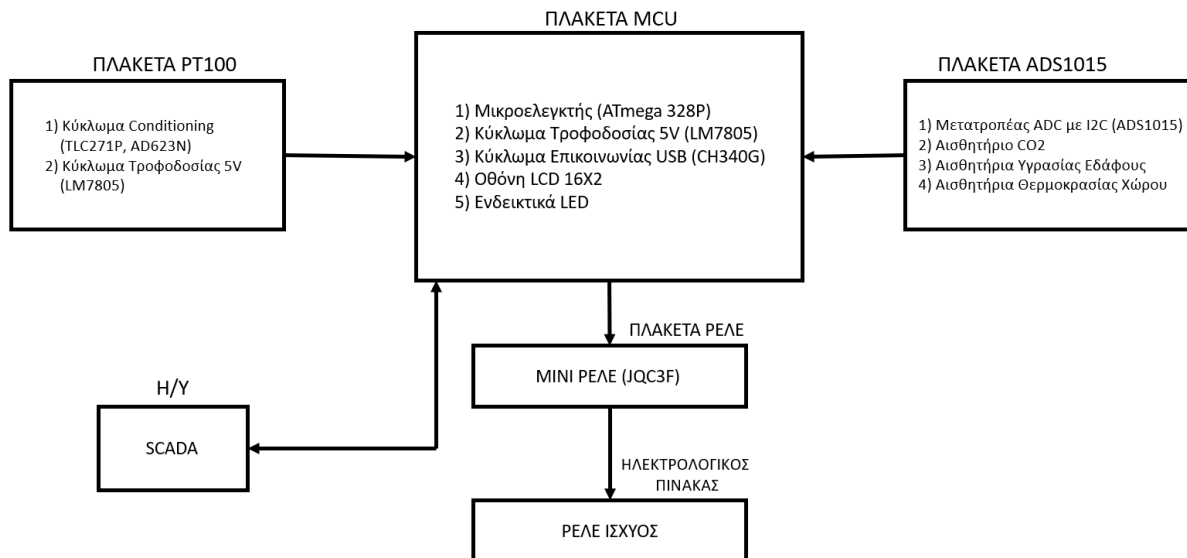 ΠΛΑΚΕΤΑ MCU
ΠΛΑΚΕΤΑ PT100
1) Κύκλωμα Conditioning
(TLC271P, AD623N)
2) Κύκλωμα Τροφοδοσίας 5V
(LM7805)
1) Μικροελεγκτής (ATmega 328P)
2) Κύκλωμα Τροφοδοσίας 5V (LM7805)
3) Κύκλωμα Επικοινωνίας USB (CH340G)
4) Οθόνη LCD 16X2
5) Ενδεικτικά LED
ΠΛΑΚΕΤΑ ADS1015
1) Μετατροπέας ADC με I2C (ADS1015)
2) Αισθητήριο CO2
3) Αισθητήρια Υγρασίας Εδάφους
4) Αισθητήρια Θερμοκρασίας Χώρου
ΠΛΑΚΕΤΑ ΡΕΛΕ
ΜΙΝΙ ΡΕΛΕ (JQC3F)
Η/Υ
SCADA
ΗΛΕΚΤΡΟΛΟΓΙΚΟΣ
ΠΙΝΑΚΑΣ
ΡΕΛΕ ΙΣΧΥΟΣ